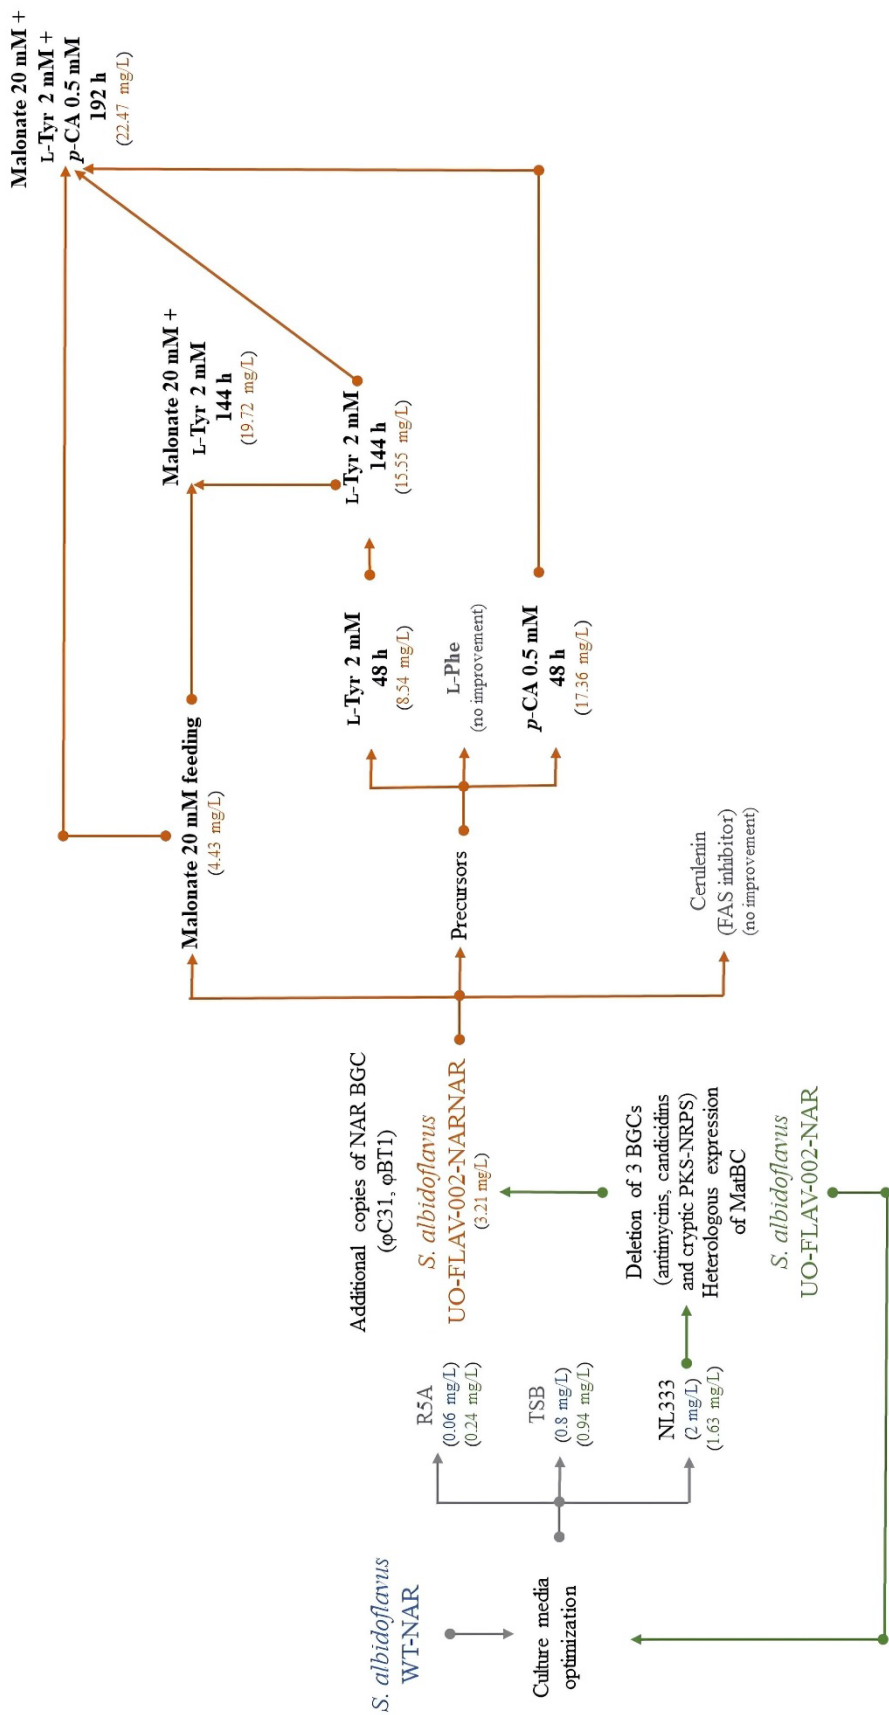 S. albidoflavus
WT-NAR
Culture media
optimization
R5A
(0.06 mg/L)
(0.24 mg/L)
TSB
(0.8 mg/L)
(0.94 mg/L)
NL333
(2 mg/L)
(1.63 mg/L)
Additional copies of NAR BGC
(φC31, φBT1)
S. albidoflavus
UO-FLAV-002-NARNAR
(3.21 mg/L)
Deletion of 3 BGCs
(antimycins, candicidins
and cryptic PKS-NRPS)
Heterologous expression
of MatBC
S. albidoflavus
UO-FLAV-002-NAR
Malonate 20 mM feeding
(4.43 mg/L)
Precursors
Cerulenin
(FAS inhibitor)
(no improvement)
L-Tyr 2 mM
48 h
(8.54 mg/L)
L-Phe
(no improvement)
p-CA 0.5 mM
48 h
(17.36 mg/L)
L-Tyr 2 mM
144 h
(15.55 mg/L)
Malonate 20 mM +
L-Tyr 2 mM
144 h
(19.72 mg/L)
Malonate 20 mM +
L-Tyr 2 mM +
p-CA 0.5 mM
192 h
(22.47 mg/L)